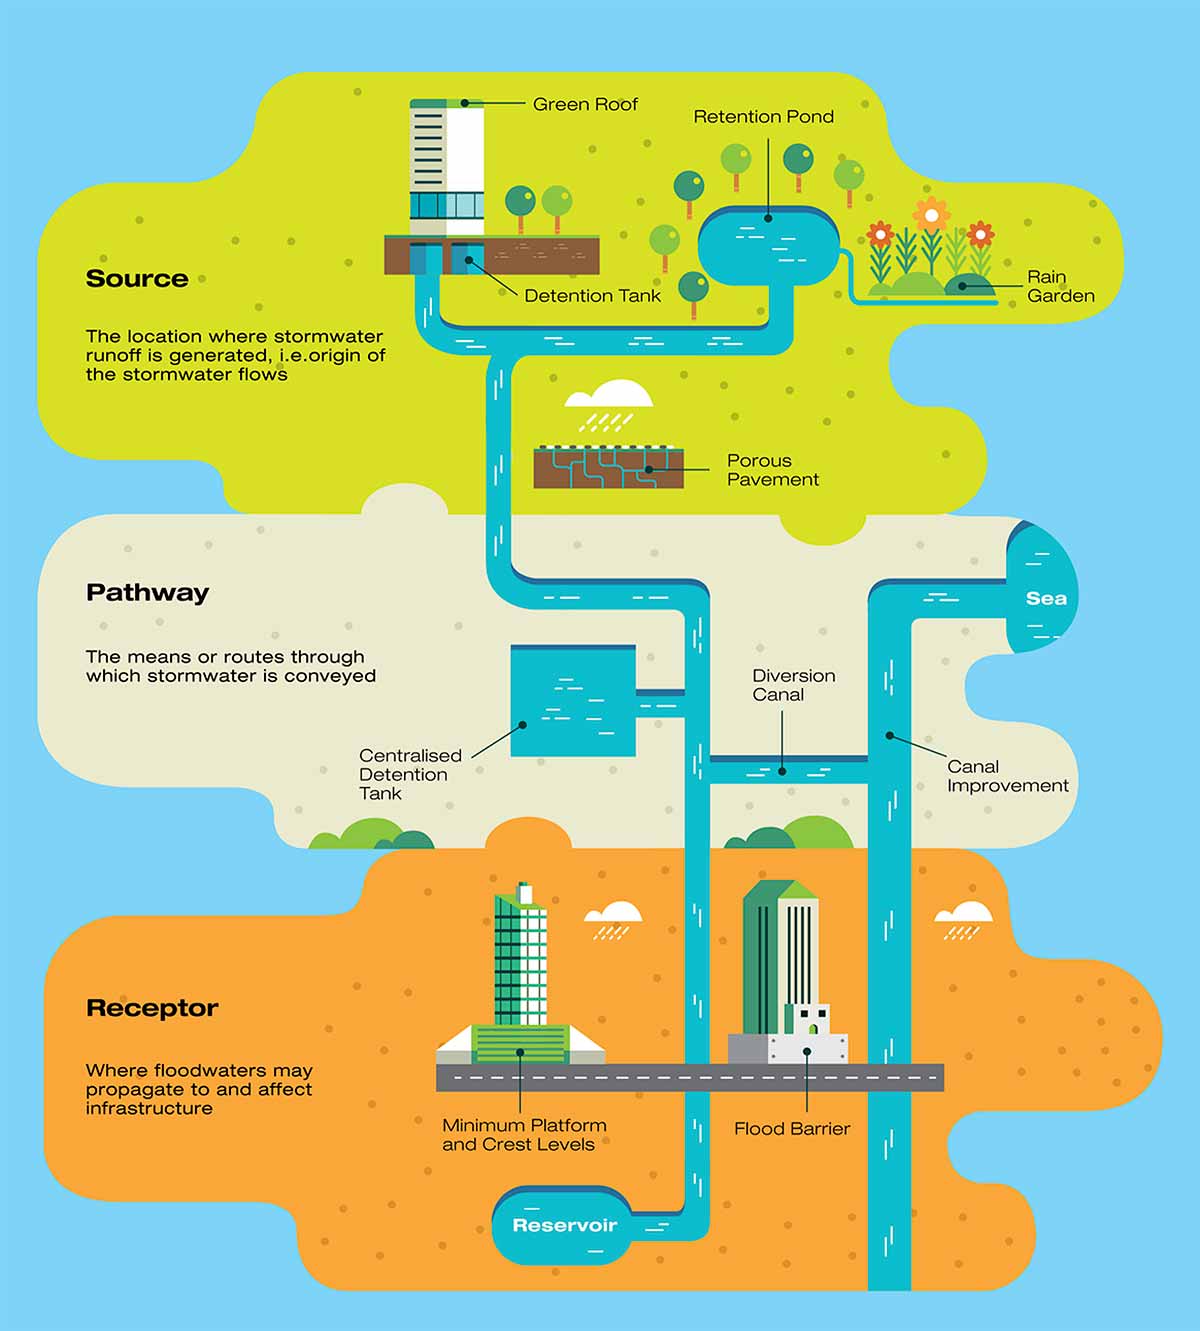 Green Roof
Retention Pond
Source
Rain
Garden
Detention Tank
The location where stormwater
runoff is generated, i.e.origin of
the stormwater flows
Porous
Pavement
Pathway
Sea
The means or routes through
which stormwater is conveyed
Diversion
Canal
Centralised
Detention
Tank
Canal
Improvement
Receptor
Where floodwaters may
propagate to and affect
infrastructure
Minimum Platform
and Crest Levels
Flood Barrier
Reservoir